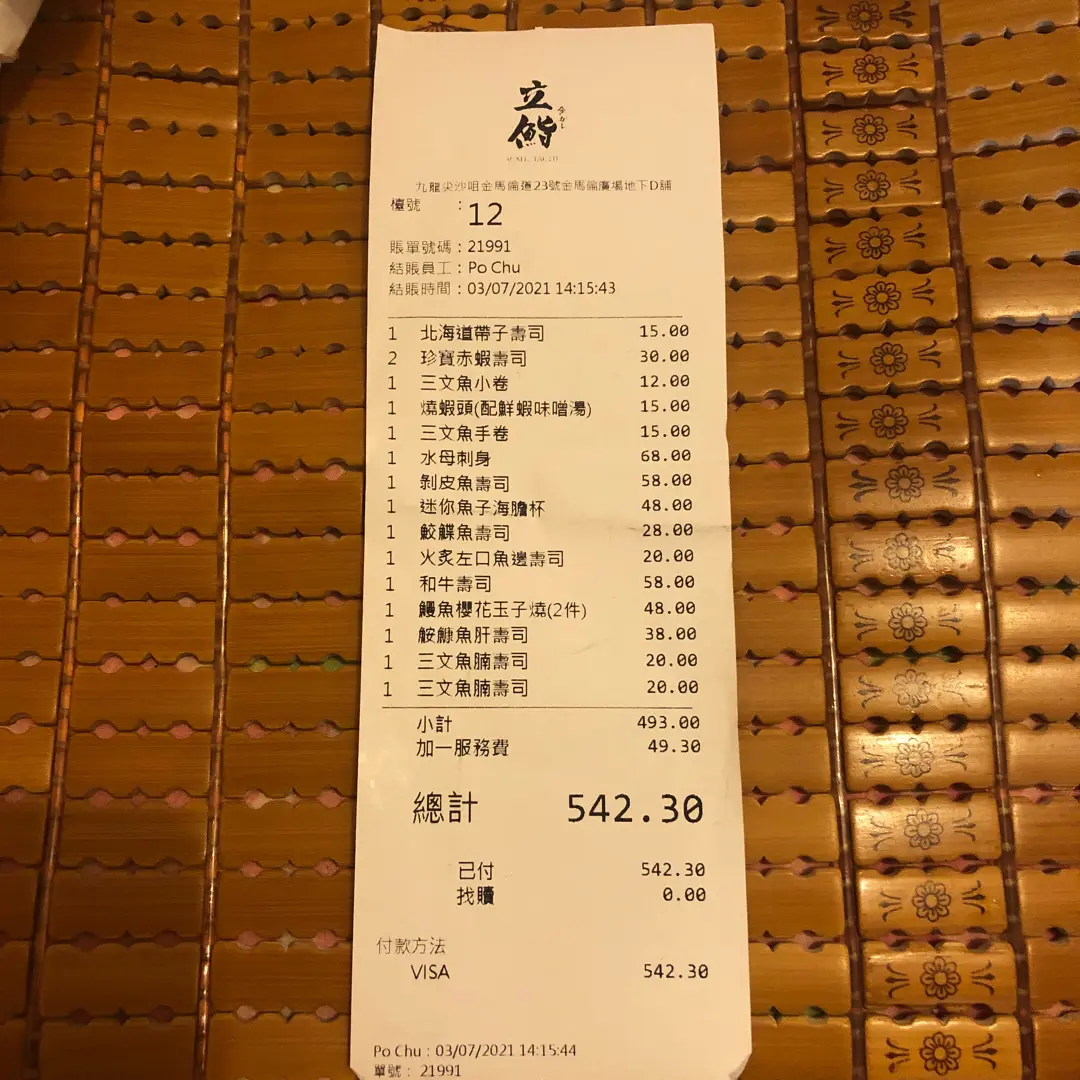 立
鮨
九龍尖沙咀金馬倫道23號金馬倫廣場地下D舖
檯號 : 12
賬單號碼 : 21991
結賬員工 : Po Chu
結賬時間 : 03/07/2021 14:15:43
1 北海道帶子壽司 15.00
2 珍寶赤蝦壽司 30.00
1 三文魚小卷 12.00
1 燒蝦頭(配鮮蝦味噌湯) 15.00
1 三文魚手卷 15.00
1 水母刺身 68.00
1 剝皮魚壽司 58.00
1 迷你魚子海膽杯 48.00
1 鮫鰈魚壽司 28.00
1 火炙左口魚邊壽司 20.00
1 和牛壽司 58.00
1 鰻魚櫻花玉子燒(2件) 48.00
1 鮟鱇魚肝壽司 38.00
1 三文魚腩壽司 20.00
1 三文魚腩壽司 20.00
小計 493.00
加一服務費 49.30
總計 542.30
已付 542.30
找贖 0.00
付款方法
VISA 542.30
Po Chu : 03/07/2021 14:15:44
單號 : 21991